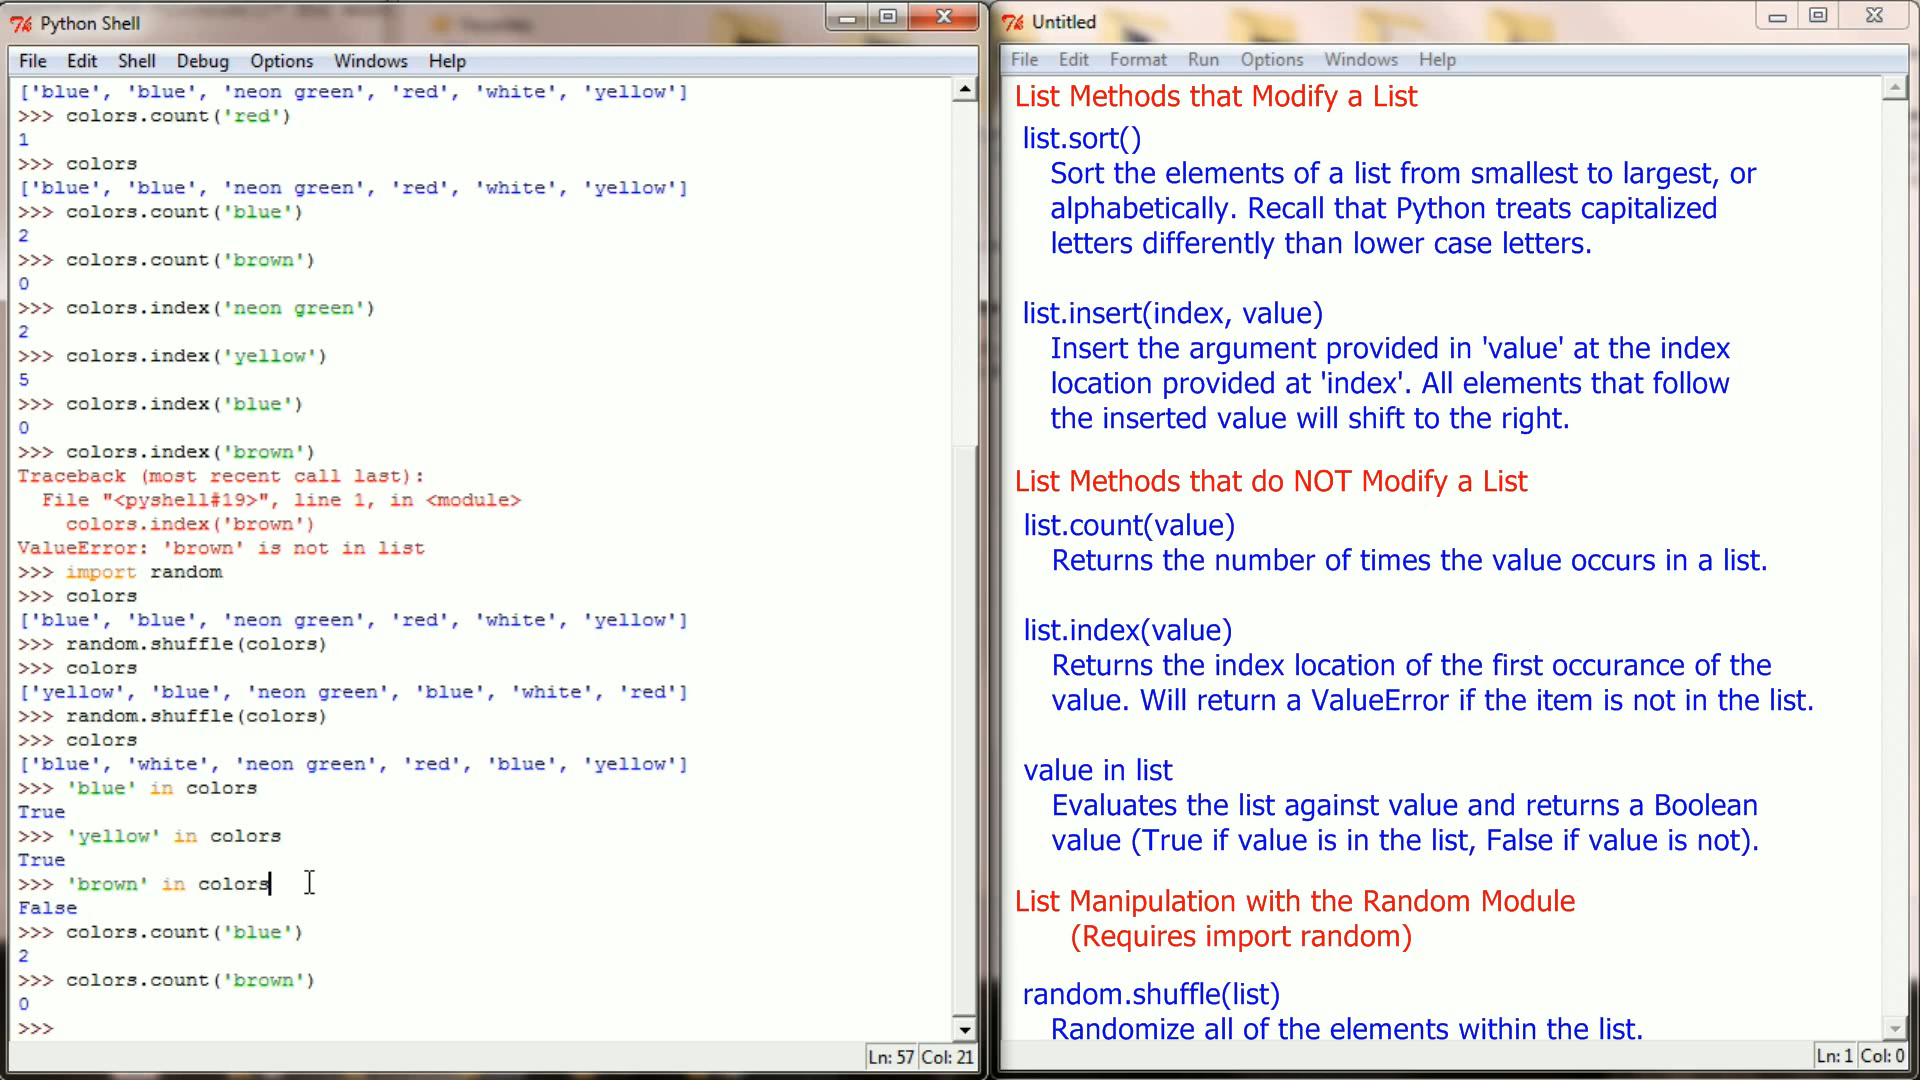 Python Shell
File Edit Shell Debug Options Windows Help
['blue', 'blue', 'neon green', 'red', 'white', 'yellow']
>>> colors.count('red')
1
>>> colors
['blue', 'blue', 'neon green', 'red', 'white', 'yellow']
>>> colors.count('blue')
2
>>> colors.count('brown')
0
>>> colors.index('neon green')
2
>>> colors.index('yellow')
5
>>> colors.index('blue')
0
>>> colors.index('brown')
Traceback (most recent call last):
  File "<pyshell#19>", line 1, in <module>
    colors.index('brown')
ValueError: 'brown' is not in list
>>> import random
>>> colors
['blue', 'blue', 'neon green', 'red', 'white', 'yellow']
>>> random.shuffle(colors)
>>> colors
['yellow', 'blue', 'neon green', 'blue', 'white', 'red']
>>> random.shuffle(colors)
>>> colors
['blue', 'white', 'neon green', 'red', 'blue', 'yellow']
>>> 'blue' in colors
True
>>> 'yellow' in colors
True
>>> 'brown' in colors
False
>>> colors.count('blue')
2
>>> colors.count('brown')
0
>>>
Ln: 57 Col: 21
Untitled
File Edit Format Run Options Windows Help
List Methods that Modify a List
list.sort()
Sort the elements of a list from smallest to largest, or
alphabetically. Recall that Python treats capitalized
letters differently than lower case letters.
list.insert(index, value)
Insert the argument provided in 'value' at the index
location provided at 'index'. All elements that follow
the inserted value will shift to the right.
List Methods that do NOT Modify a List
list.count(value)
Returns the number of times the value occurs in a list.
list.index(value)
Returns the index location of the first occurance of the
value. Will return a ValueError if the item is not in the list.
value in list
Evaluates the list against value and returns a Boolean
value (True if value is in the list, False if value is not).
List Manipulation with the Random Module
(Requires import random)
random.shuffle(list)
Randomize all of the elements within the list.
Ln: 1 Col: 0